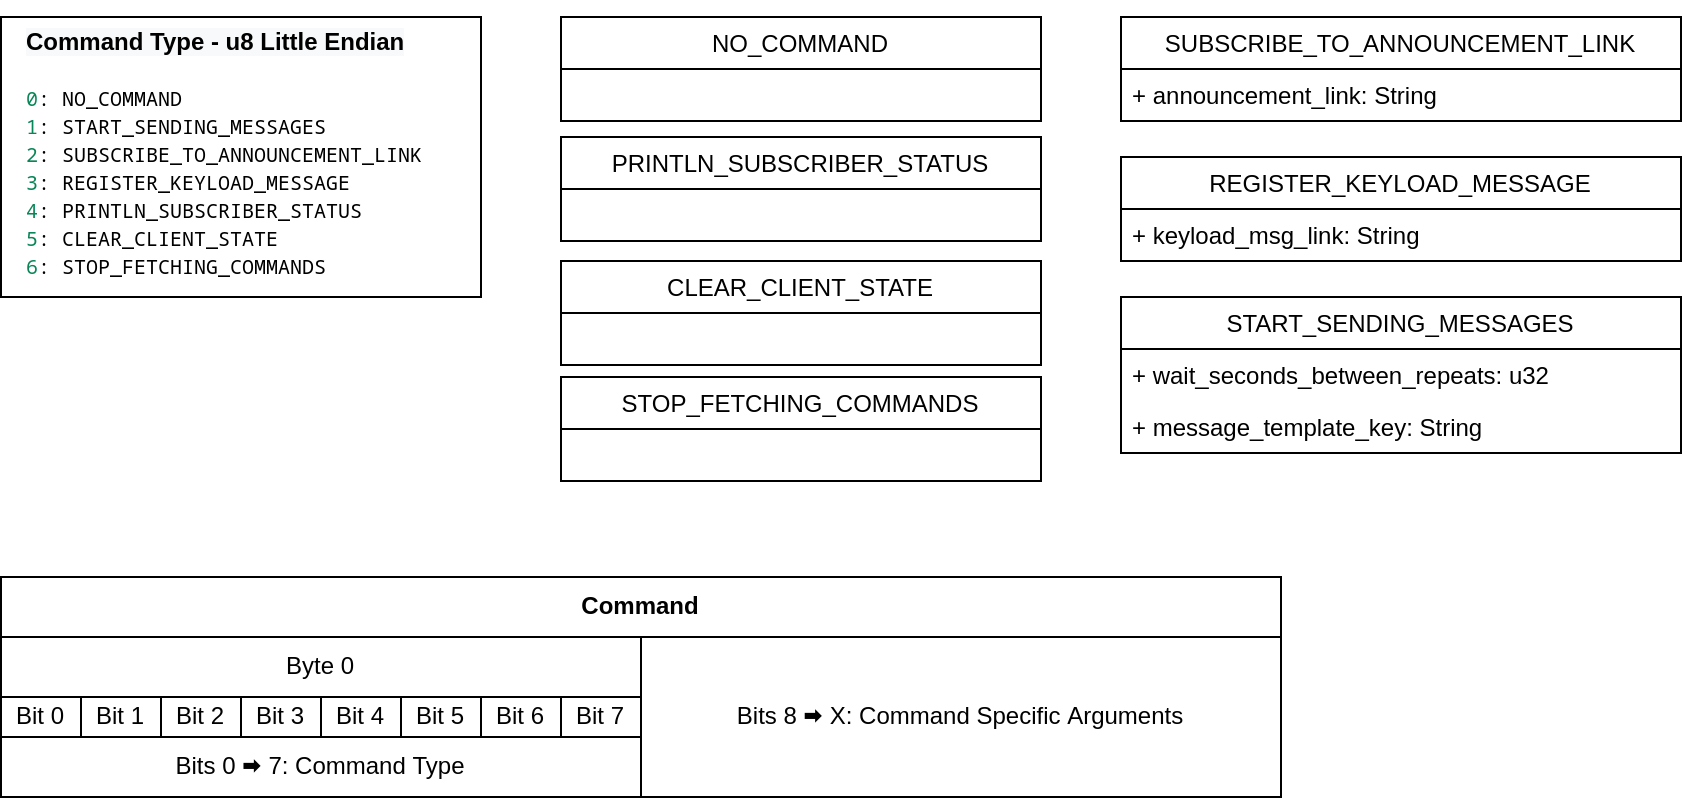 Command Type - u8 Little Endian
0: NO_COMMAND
1: START_SENDING_MESSAGES
2: SUBSCRIBE_TO_ANNOUNCEMENT_LINK
3: REGISTER_KEYLOAD_MESSAGE
4: PRINTLN_SUBSCRIBER_STATUS
5: CLEAR_CLIENT_STATE
6: STOP_FETCHING_COMMANDS
NO_COMMAND
PRINTLN_SUBSCRIBER_STATUS
CLEAR_CLIENT_STATE
STOP_FETCHING_COMMANDS
SUBSCRIBE_TO_ANNOUNCEMENT_LINK
+ announcement_link: String
REGISTER_KEYLOAD_MESSAGE
+ keyload_msg_link: String
START_SENDING_MESSAGES
+ wait_seconds_between_repeats: u32
+ message_template_key: String
Command
Byte 0
Bit 0 Bit 1 Bit 2 Bit 3 Bit 4 Bit 5 Bit 6 Bit 7
Bits 0 ➡ 7: Command Type
Bits 8 ➡ X: Command Specific Arguments